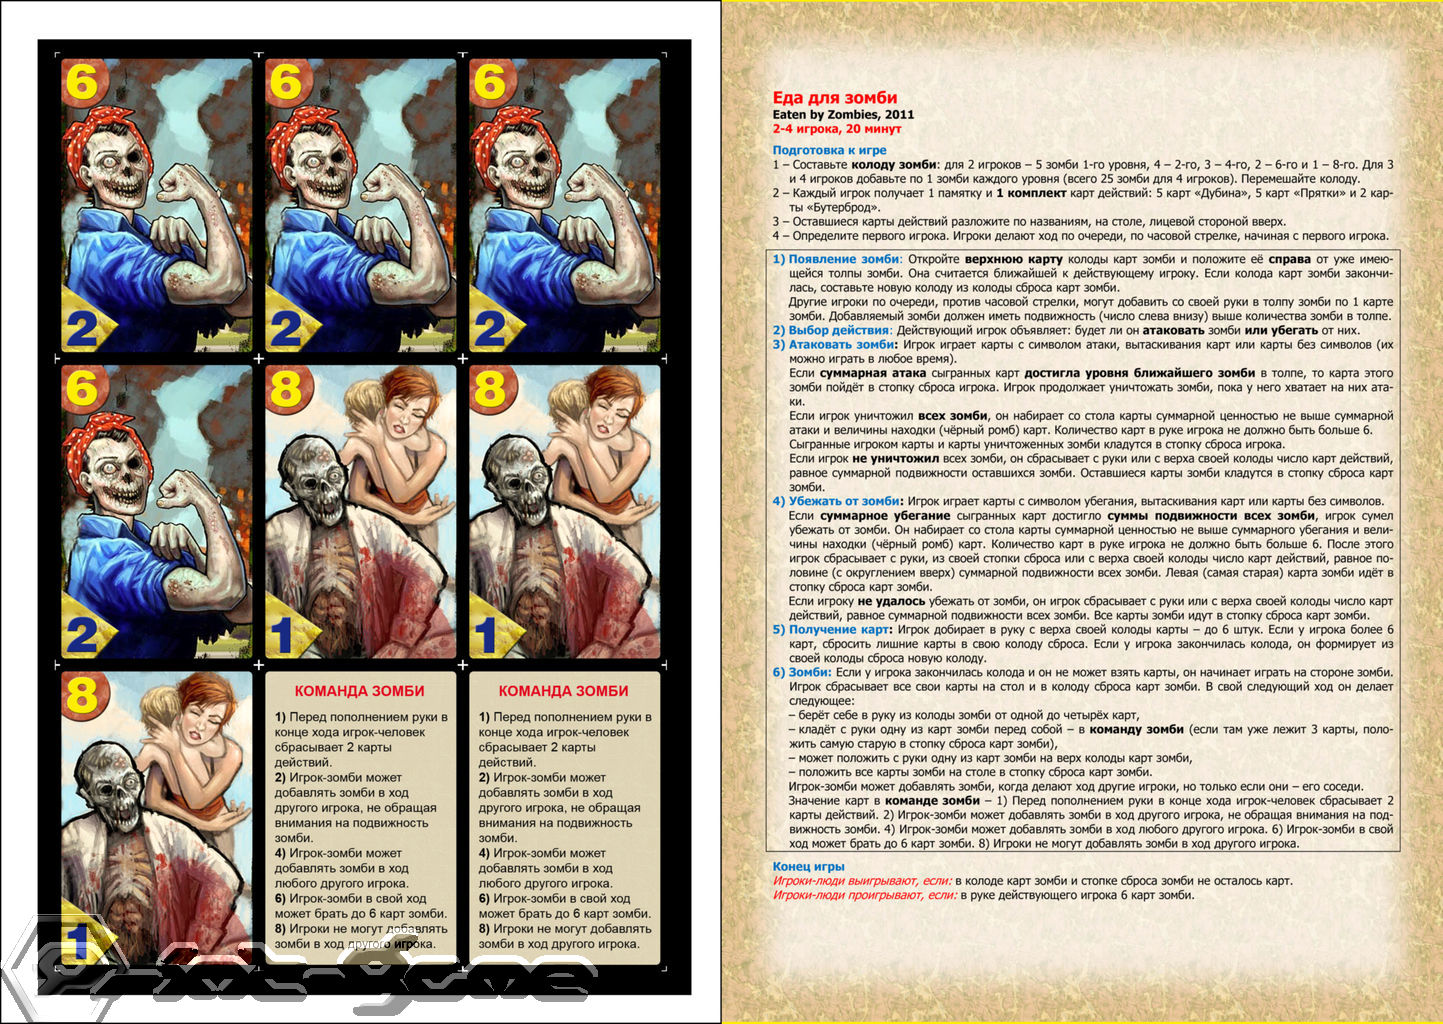 6
6
6
2
2
2
6
8
8
2
1
1
8
1
КОМАНДА ЗОМБИ
1) Перед пополнением руки в
конце хода игрок-человек
сбрасывает 2 карты
действий.
2) Игрок-зомби может
добавлять зомби в ход
другого игрока, не обращая
внимания на подвижность
зомби.
4) Игрок-зомби может
добавлять зомби в ход
любого другого игрока.
6) Игрок-зомби в свой ход
может брать до 6 карт зомби.
8) Игроки не могут добавлять
зомби в ход другого игрока.
КОМАНДА ЗОМБИ
1) Перед пополнением руки в
конце хода игрок-человек
сбрасывает 2 карты
действий.
2) Игрок-зомби может
добавлять зомби в ход
другого игрока, не обращая
внимания на подвижность
зомби.
4) Игрок-зомби может
добавлять зомби в ход
любого другого игрока.
6) Игрок-зомби в свой ход
может брать до 6 карт зомби.
8) Игроки не могут добавлять
зомби в ход другого игрока.
Еда для зомби
Eaten by Zombies, 2011
2-4 игрока, 20 минут
Подготовка к игре
1 – Составьте колоду зомби: для 2 игроков – 5 зомби 1-го уровня, 4 – 2-го, 3 – 4-го, 2 – 6-го и 1 – 8-го. Для 3
и 4 игроков добавьте по 1 зомби каждого уровня (всего 25 зомби для 4 игроков). Перемешайте колоду.
2 – Каждый игрок получает 1 памятку и 1 комплект карт действий: 5 карт «Дубина», 5 карт «Прятки» и 2 кар-
ты «Бутерброд».
3 – Оставшиеся карты действий разложите по названиям, на столе, лицевой стороной вверх.
4 – Определите первого игрока. Игроки делают ход по очереди, по часовой стрелке, начиная с первого игрока.
1) Появление зомби: Откройте верхнюю карту колоды карт зомби и положите её справа от уже имею-
щейся толпы зомби. Она считается ближайшей к действующему игроку. Если колода карт зомби закончи-
лась, составьте новую колоду из колоды сброса карт зомби.
Другие игроки по очереди, против часовой стрелки, могут добавить со своей руки в толпу зомби по 1 карте
зомби. Добавляемый зомби должен иметь подвижность (число слева внизу) выше количества зомби в толпе.
2) Выбор действия: Действующий игрок объявляет: будет ли он атаковать зомби или убегать от них.
3) Атаковать зомби: Игрок играет карты с символом атаки, вытаскивания карт или карты без символов (их
можно играть в любое время).
Если суммарная атака сыгранных карт достигла уровня ближайшего зомби в толпе, то карта этого
зомби пойдёт в стопку сброса игрока. Игрок продолжает уничтожать зомби, пока у него хватает на них ата-
ки.
Если игрок уничтожил всех зомби, он набирает со стола карты суммарной ценностью не выше суммарной
атаки и величины находки (чёрный ромб) карт. Количество карт в руке игрока не должно быть больше 6.
Сыгранные игроком карты и карты уничтоженных зомби кладутся в стопку сброса игрока.
Если игрок не уничтожил всех зомби, он сбрасывает с руки или с верха своей колоды число карт действий,
равное суммарной подвижности оставшихся зомби. Оставшиеся карты зомби кладутся в стопку сброса карт
зомби.
4) Убежать от зомби: Игрок играет карты с символом убегания, вытаскивания карт или карты без символов.
Если суммарное убегание сыгранных карт достигло суммы подвижности всех зомби, игрок сумел
убежать от зомби. Он набирает со стола карты суммарной ценностью не выше суммарного убегания и вели-
чины находки (чёрный ромб) карт. Количество карт в руке игрока не должно быть больше 6. После этого
игрок сбрасывает с руки, из своей стопки сброса или с верха своей колоды число карт действий, равное по-
ловине (с округлением вверх) суммарной подвижности всех зомби. Левая (самая старая) карта зомби идёт в
стопку сброса карт зомби.
Если игроку не удалось убежать от зомби, он игрок сбрасывает с руки или с верха своей колоды число карт
действий, равное суммарной подвижности всех зомби. Все карты зомби идут в стопку сброса карт зомби.
5) Получение карт: Игрок добирает в руку с верха своей колоды карты – до 6 штук. Если у игрока более 6
карт, сбросить лишние карты в свою колоду сброса. Если у игрока закончилась колода, он формирует из
своей колоды сброса новую колоду.
6) Зомби: Если у игрока закончилась колода и он не может взять карты, он начинает играть на стороне зомби.
Игрок сбрасывает все свои карты на стол и в колоду сброса карт зомби. В свой следующий ход он делает
следующее:
– берёт себе в руку из колоды зомби от одной до четырёх карт,
– кладёт с руки одну из карт зомби перед собой – в команду зомби (если там уже лежит 3 карты, поло-
жить самую старую в стопку сброса карт зомби),
– может положить с руки одну из карт зомби на верх колоды карт зомби,
– положить все карты зомби на столе в стопку сброса карт зомби.
Игрок-зомби может добавлять зомби, когда делают ход другие игроки, но только если они – его соседи.
Значение карт в команде зомби – 1) Перед пополнением руки в конце хода игрок-человек сбрасывает 2
карты действий. 2) Игрок-зомби может добавлять зомби в ход другого игрока, не обращая внимания на под-
вижность зомби. 4) Игрок-зомби может добавлять зомби в ход любого другого игрока. 6) Игрок-зомби в свой
ход может брать до 6 карт зомби. 8) Игроки не могут добавлять зомби в ход другого игрока.
Конец игры
Игроки-люди выигрывают, если: в колоде карт зомби и стопке сброса зомби не осталось карт.
Игроки-люди проигрывают, если: в руке действующего игрока 6 карт зомби.